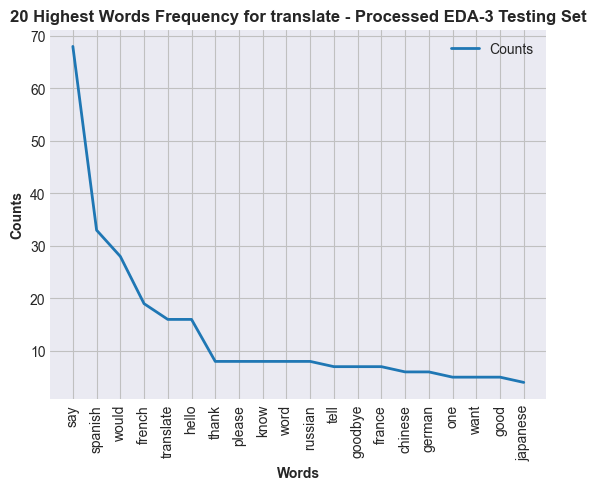 20 Highest Words Frequency for translate - Processed EDA-3 Testing Set
Counts
70
60
50
40
30
20
10
Counts
say
spanish
would
french
translate
hello
thank
please
know
word
russian
tell
goodbye
france
chinese
german
one
want
good
japanese
Words